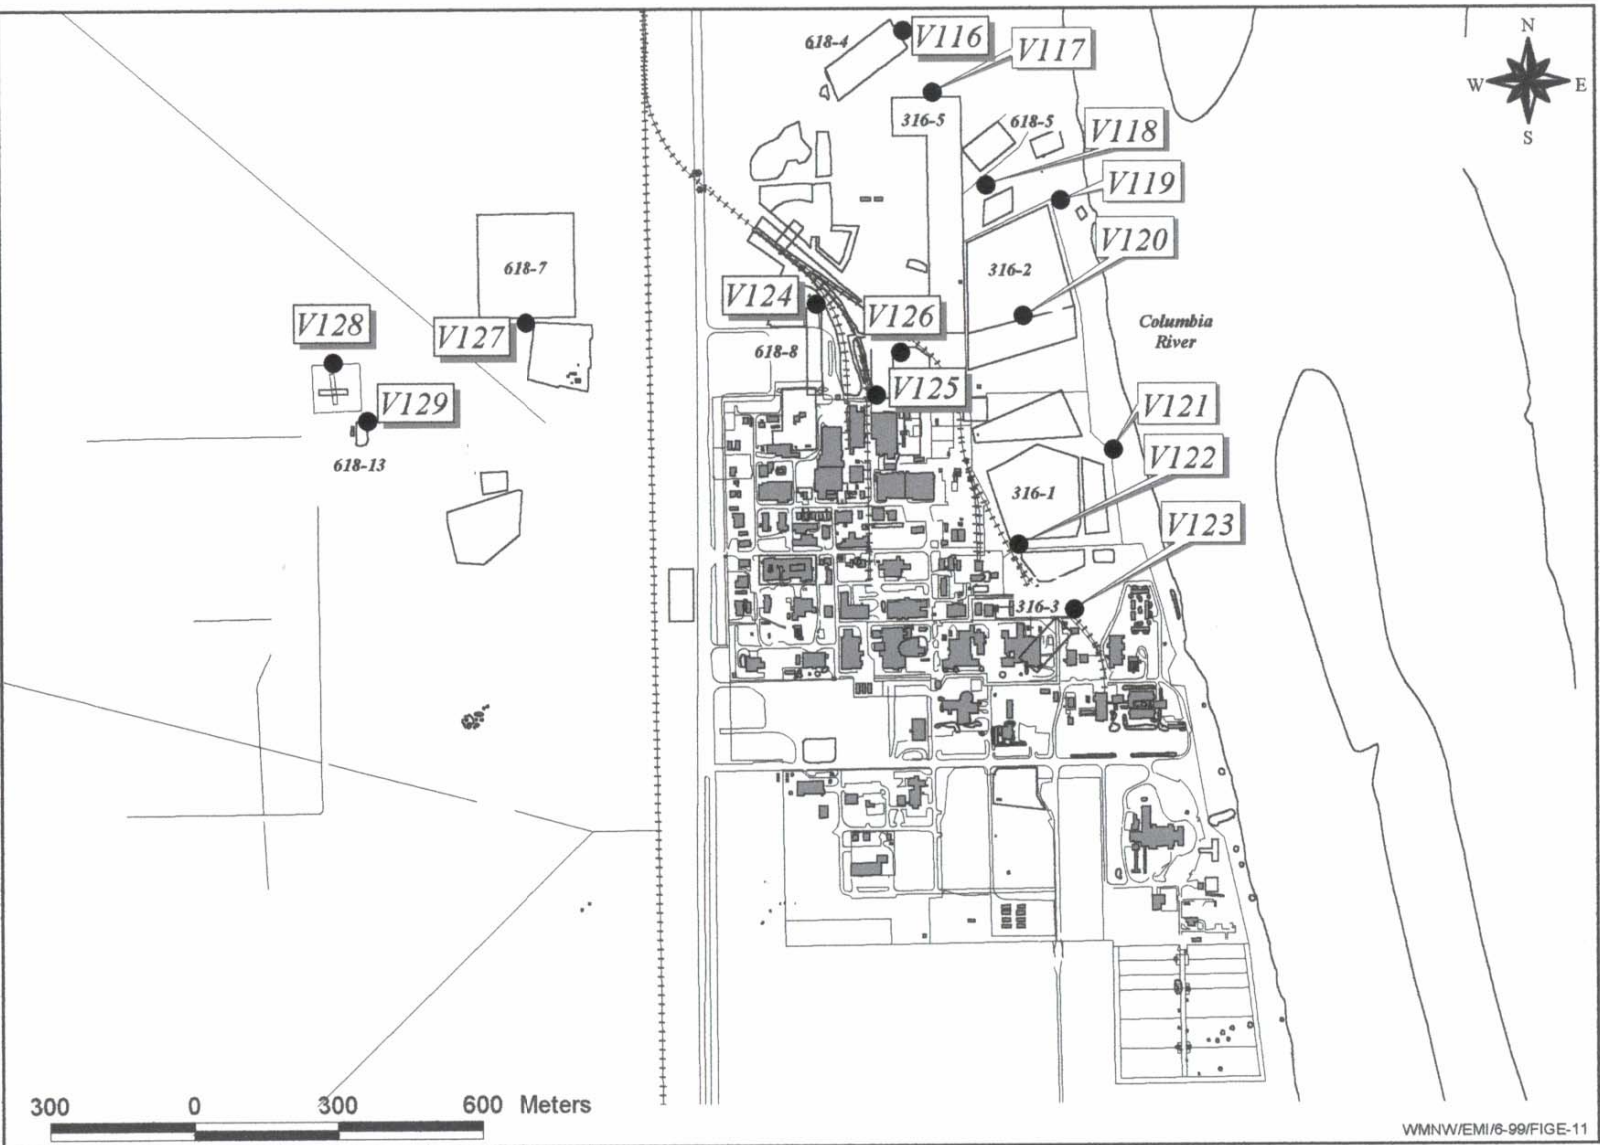 N
W E
S
618-4
V116
V117
316-5
618-5
V118
V119
V120
316-2
618-7
V124
V126
V128
V127
Columbia
River
618-8
V125
V129
V121
618-13
V122
316-1
V123
316-3
300 0 300 600 Meters
WMNW/EMI/6-99/FIGE-11